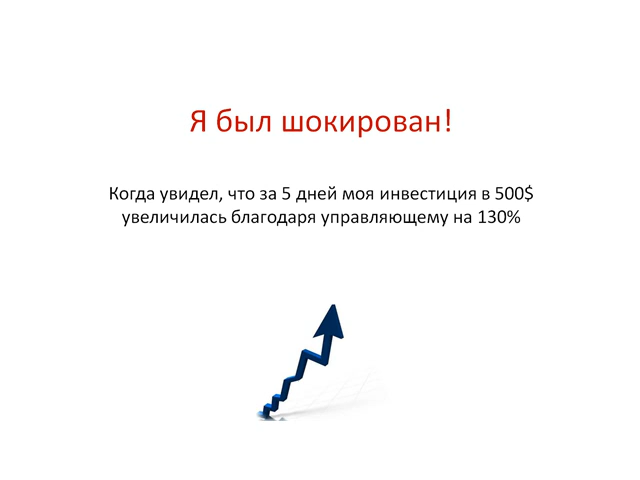 Я был шокирован!
Когда увидел, что за 5 дней моя инвестиция в 500$
увеличилась благодаря управляющему на 130%